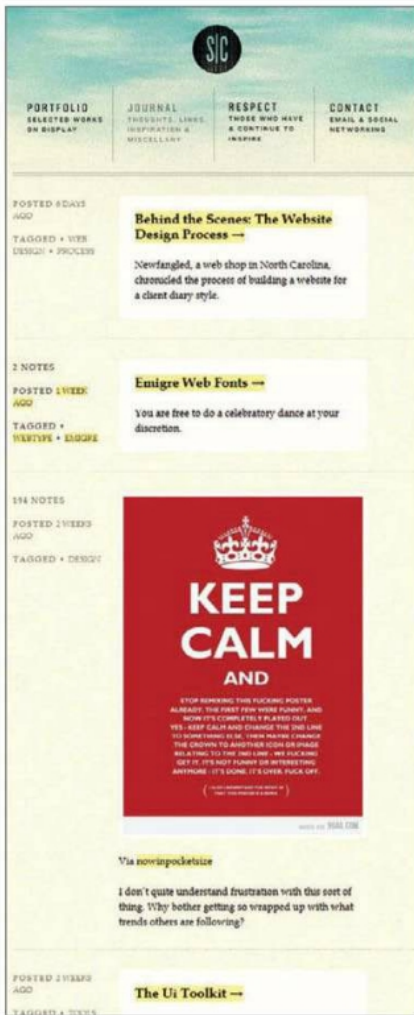 S|C
PORTFOLIO
SELECTED WORKS
ON DISPLAY
JOURNAL
THOUGHTS, LINKS,
INSPIRATION &
MISCELLANY
RESPECT
THOSE WHO HAVE
& CONTINUE TO
INSPIRE
CONTACT
EMAIL & SOCIAL
NETWORKING
POSTED 6 DAYS
AGO
TAGGED • WEB
DESIGN • PROCESS
Behind the Scenes: The Website
Design Process →
Newfangled, a web shop in North Carolina,
chronicled the process of building a website for
a client diary style.
2 NOTES
POSTED 1 WEEK
AGO
TAGGED •
WEBTYPE • EMIGRE
Emigre Web Fonts →
You are free to do a celebratory dance at your
discretion.
194 NOTES
POSTED 2 WEEKS
AGO
TAGGED • DESIGN
KEEP
CALM
AND
STOP REMIXING THIS FUCKING POSTER
ALREADY. THE FIRST FEW WERE FUNNY, AND
NOW IT'S COMPLETELY PLAYED OUT
YES - KEEP CALM AND CHANGE THE 2ND LINE
TO SOMETHING ELSE, THEN MAYBE CHANGE
THE CROWN TO ANOTHER ICON OR IMAGE
RELATING TO THE 2ND LINE - WE FUCKING
GET IT. IT'S NOT FUNNY OR INTERESTING
ANYMORE - IT'S DONE. IT'S OVER. FUCK OFF.
9GAG.COM
Via nowinpocketsize
I don't quite understand frustration with this sort of
thing. Why bother getting so wrapped up with what
trends others are following?
POSTED 2 WEEKS
AGO
TAGGED • TOOLS
The Ui Toolkit →